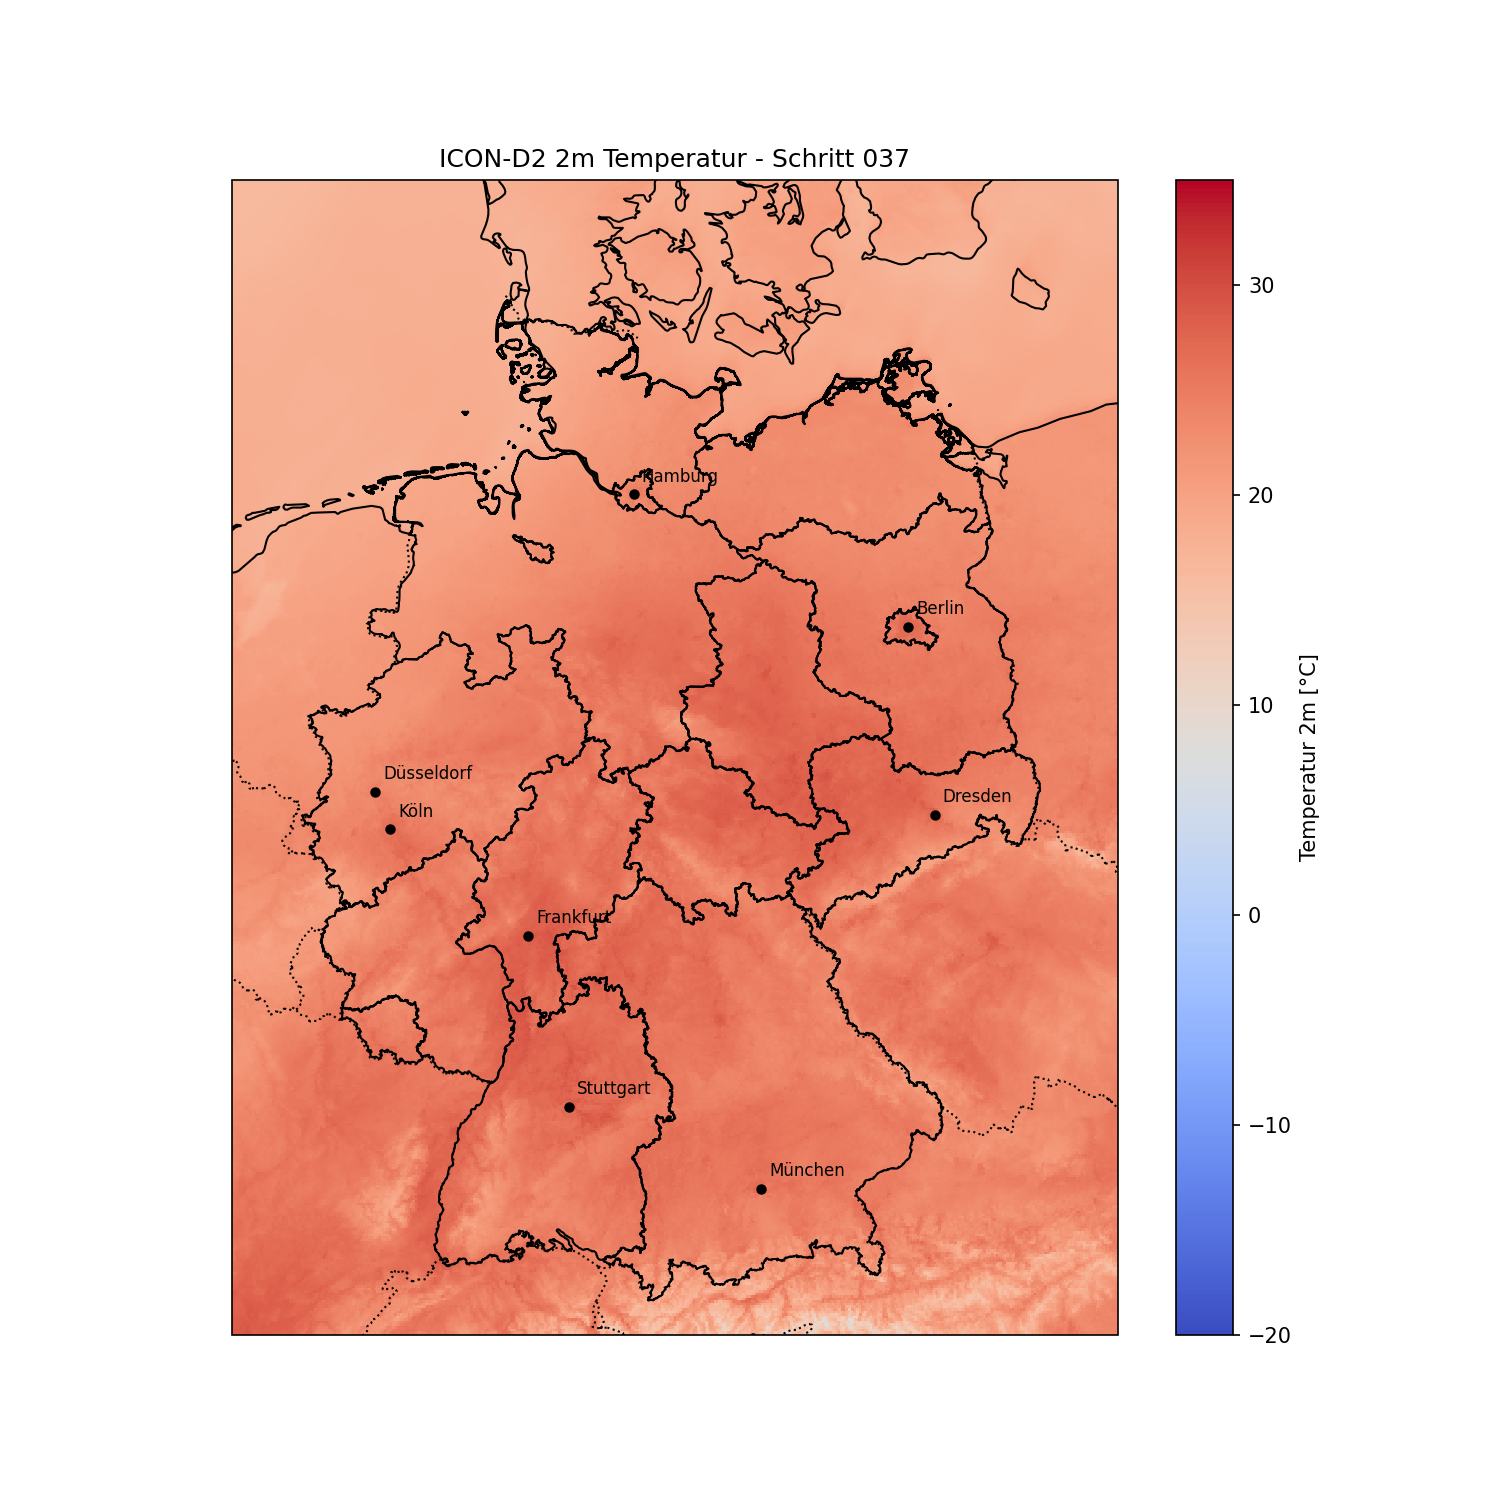 ICON-D2 2m Temperatur - Schritt 037
Hamburg
Berlin
Düsseldorf
Köln
Dresden
Frankfurt
Stuttgart
München
30
20
10
0
−10
−20
Temperatur 2m [°C]